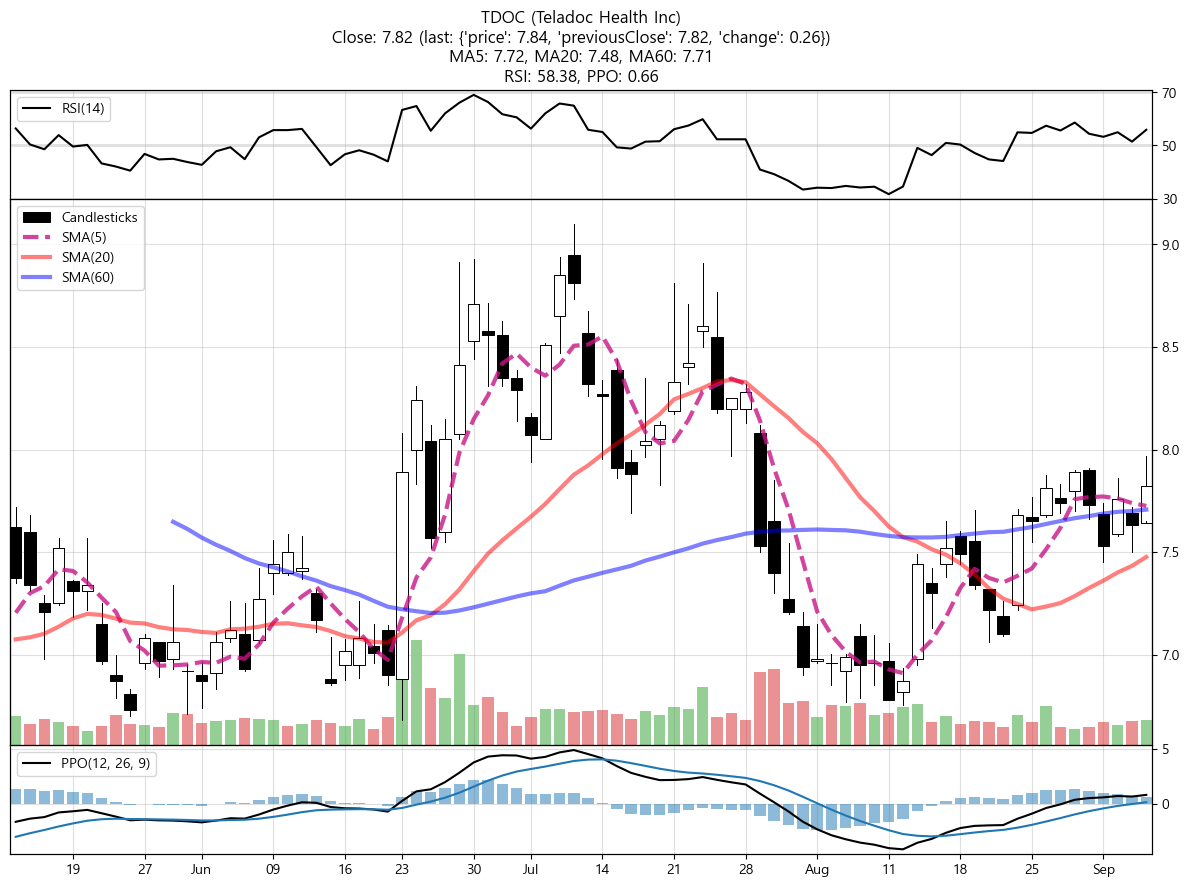 TDOC (Teladoc Health Inc)
Close: 7.82 (last: {'price': 7.84, 'previousClose': 7.82, 'change': 0.26})
MA5: 7.72, MA20: 7.48, MA60: 7.71
RSI: 58.38, PPO: 0.66
RSI(14)
70
50
30
Candlesticks
SMA(5)
SMA(20)
SMA(60)
9.0
8.5
8.0
7.5
7.0
PPO(12, 26, 9)
5
0
19 27 Jun 09 16 23 30 Jul 14 21 28 Aug 11 18 25 Sep